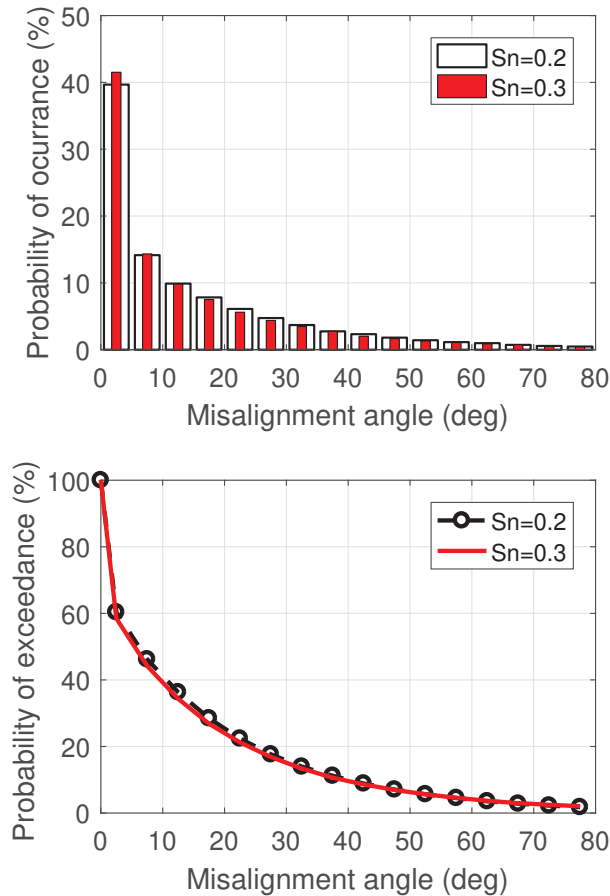 50
40
30
20
10
0
Probability of ocurrance (%)
Sn=0.2
Sn=0.3
0 10 20 30 40 50 60 70 80
Misalignment angle (deg)
100
80
60
40
20
0
Probability of exceedance (%)
Sn=0.2
Sn=0.3
0 10 20 30 40 50 60 70 80
Misalignment angle (deg)